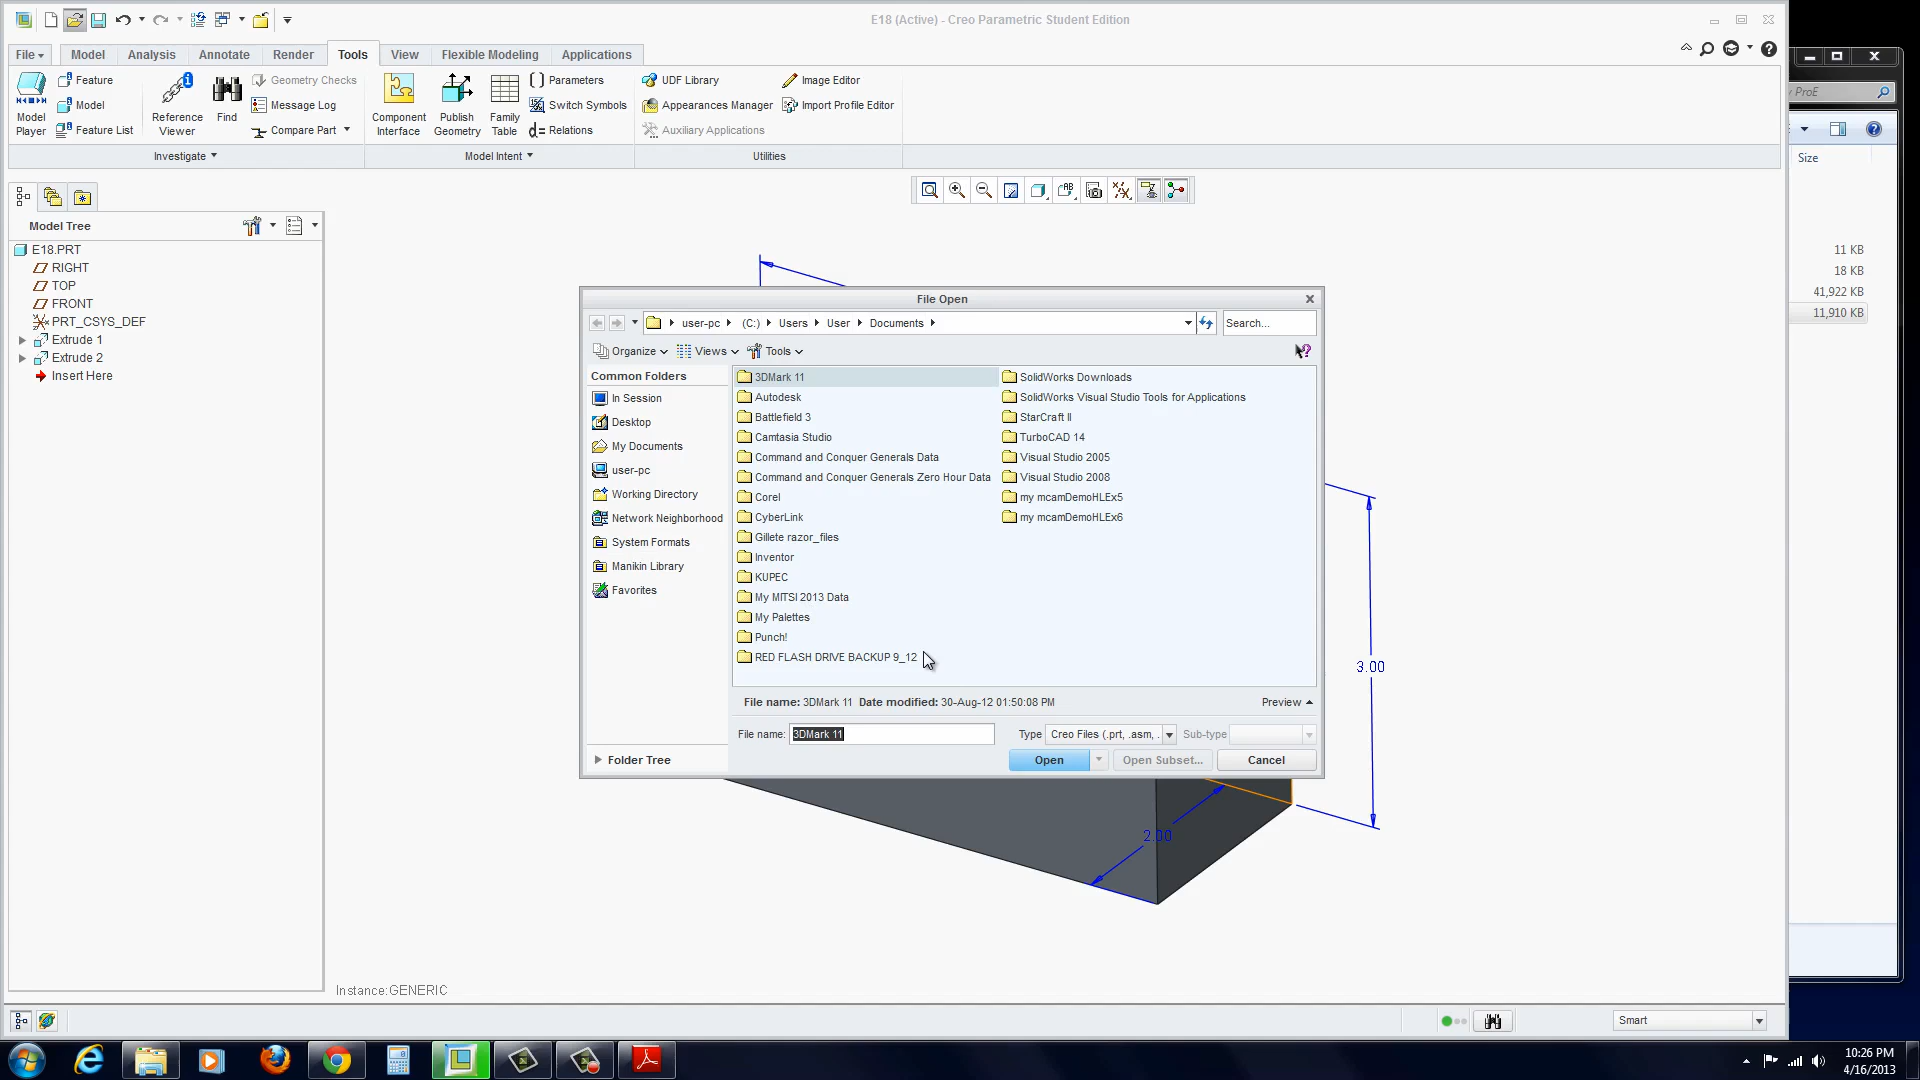 E18 (Active) - Creo Parametric Student Edition
File Model Analysis Annotate Render Tools View Flexible Modeling Applications
Model Player
Feature
Model
Feature List
Reference Viewer
Find
Geometry Checks
Message Log
Compare Part
Component Interface
Publish Geometry
Family Table
Parameters
Switch Symbols
d= Relations
UDF Library
Appearances Manager
Auxiliary Applications
Image Editor
Import Profile Editor
Investigate Model Intent Utilities
ProE
Size
11 KB
18 KB
41,922 KB
11,910 KB
Model Tree
E18.PRT
RIGHT
TOP
FRONT
PRT_CSYS_DEF
Extrude 1
Extrude 2
Insert Here
File Open
user-pc (C:) Users User Documents Search...
Organize Views Tools
Common Folders
In Session
Desktop
My Documents
user-pc
Working Directory
Network Neighborhood
System Formats
Manikin Library
Favorites
Folder Tree
3DMark 11
Autodesk
Battlefield 3
Camtasia Studio
Command and Conquer Generals Data
Command and Conquer Generals Zero Hour Data
Corel
CyberLink
Gillete razor_files
Inventor
KUPEC
My MITSI 2013 Data
My Palettes
Punch!
RED FLASH DRIVE BACKUP 9_12
SolidWorks Downloads
SolidWorks Visual Studio Tools for Applications
StarCraft II
TurboCAD 14
Visual Studio 2005
Visual Studio 2008
my mcamDemoHLEx5
my mcamDemoHLEx6
File name: 3DMark 11 Date modified: 30-Aug-12 01:50:08 PM Preview
File name: 3DMark 11 Type Creo Files (.prt, .asm, . Sub-type
Open Open Subset... Cancel
3.00
2.00
Instance:GENERIC
Smart
10:26 PM
4/16/2013